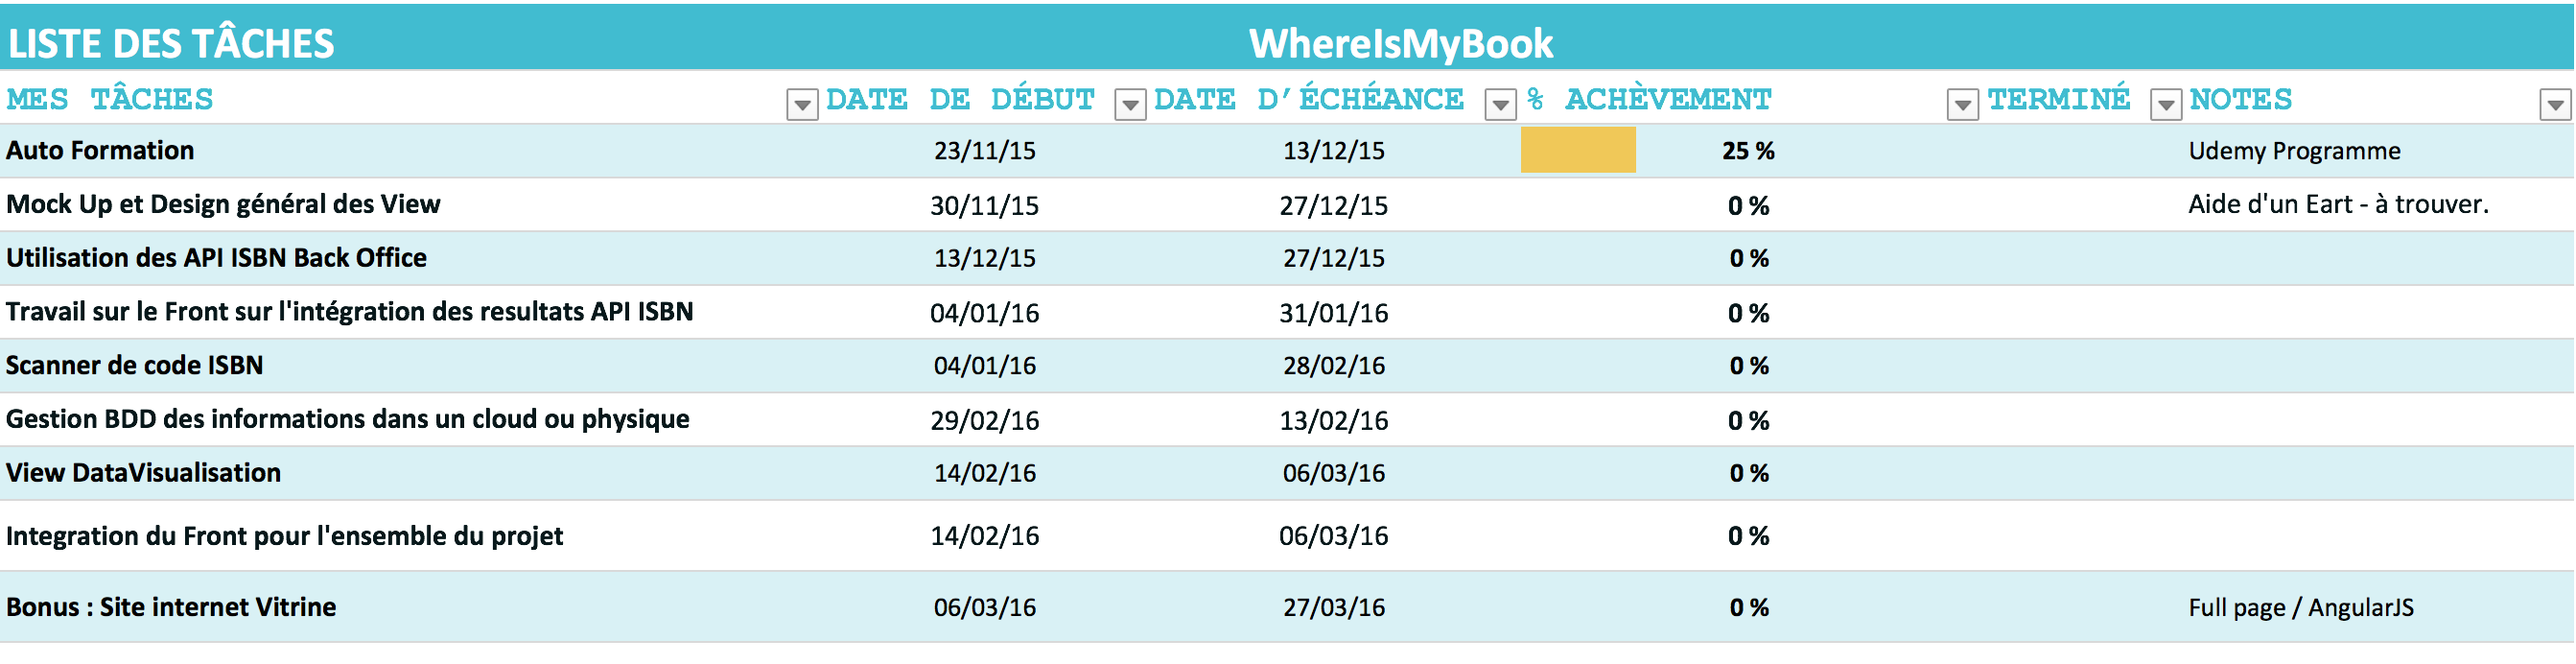 LISTE DES TÂCHES WhereIsMyBook
MES TÂCHES DATE DE DÉBUT DATE D'ÉCHÉANCE % ACHÈVEMENT TERMINÉ NOTES
Auto Formation 23/11/15 13/12/15 25 % Udemy Programme
Mock Up et Design général des View 30/11/15 27/12/15 0 % Aide d'un Eart - à trouver.
Utilisation des API ISBN Back Office 13/12/15 27/12/15 0 %
Travail sur le Front sur l'intégration des resultats API ISBN 04/01/16 31/01/16 0 %
Scanner de code ISBN 04/01/16 28/02/16 0 %
Gestion BDD des informations dans un cloud ou physique 29/02/16 13/02/16 0 %
View DataVisualisation 14/02/16 06/03/16 0 %
Integration du Front pour l'ensemble du projet 14/02/16 06/03/16 0 %
Bonus : Site internet Vitrine 06/03/16 27/03/16 0 % Full page / AngularJS